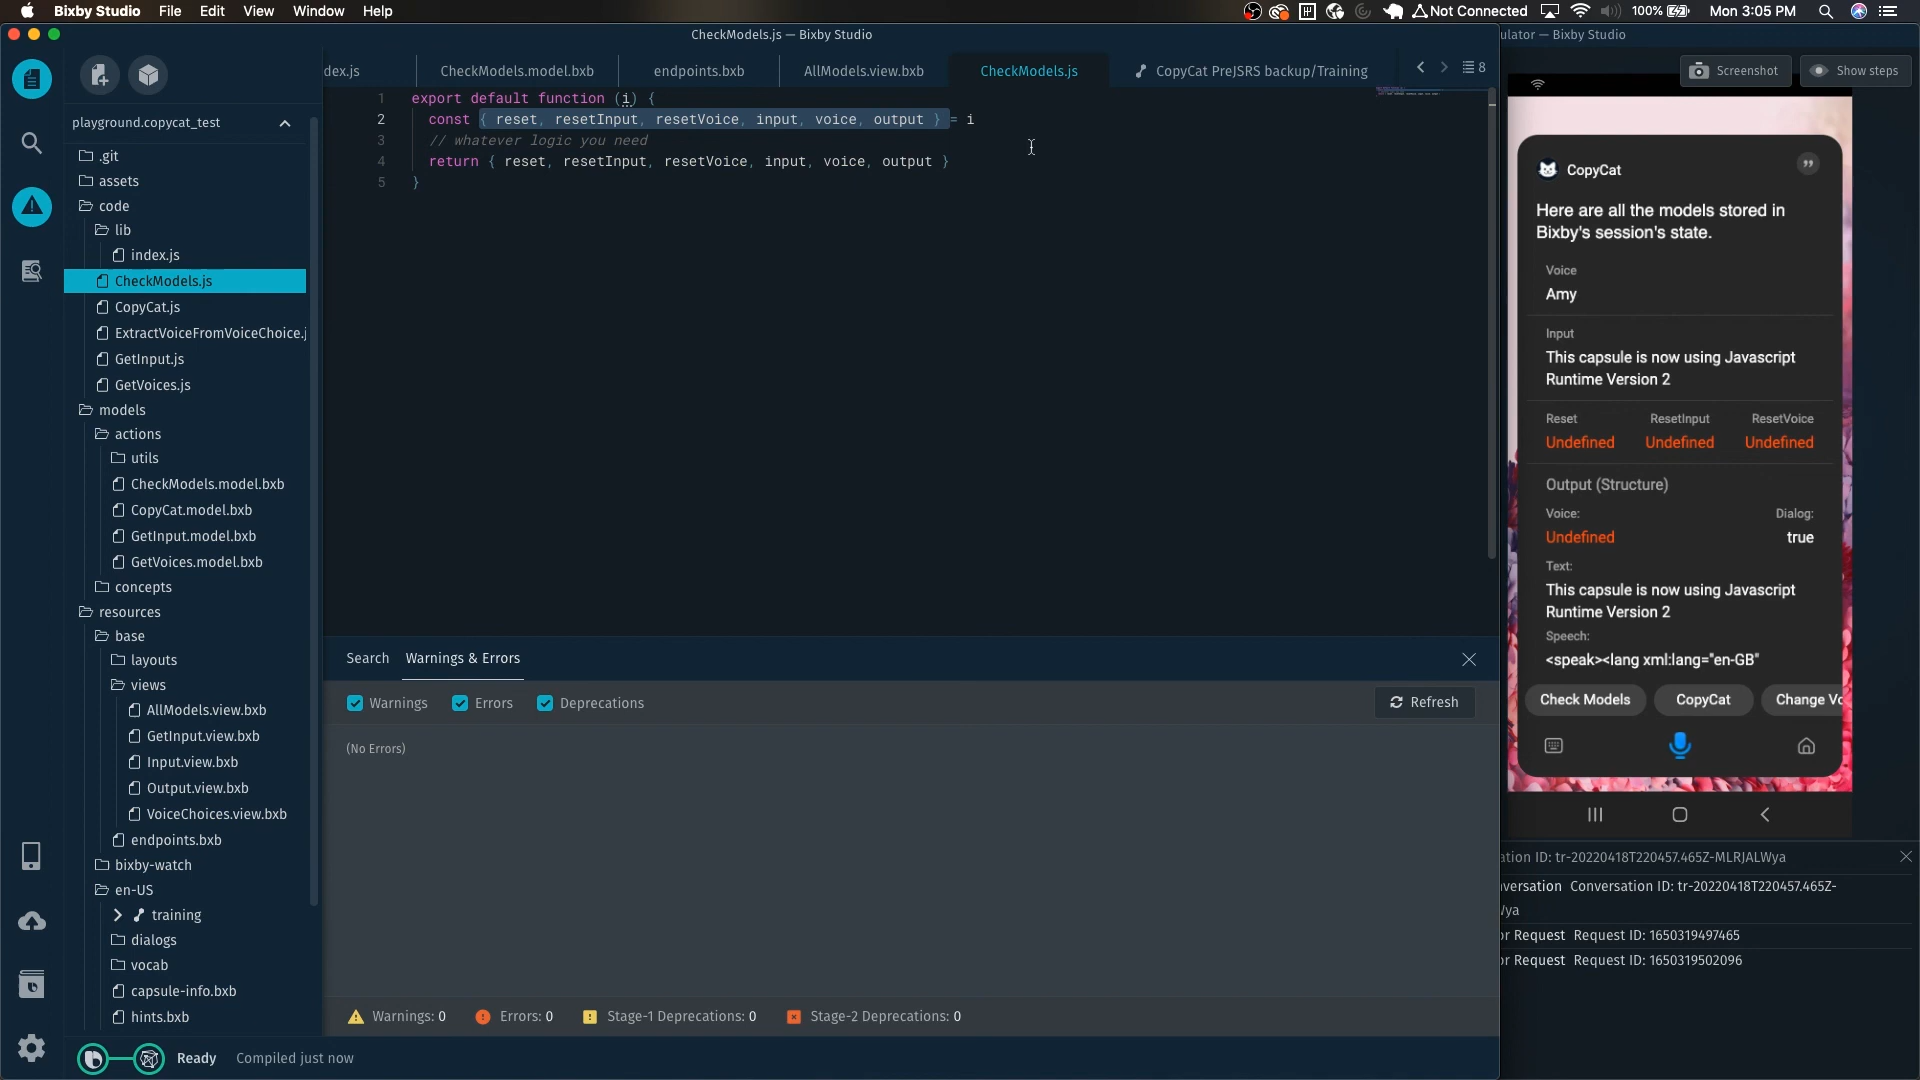 Bixby Studio File Edit View Window Help Not Connected 100% Mon 3:05 PM
CheckModels.js — Bixby Studio
ulator — Bixby Studio
dex.js CheckModels.model.bxb endpoints.bxb AllModels.view.bxb CheckModels.js CopyCat PreJSRS backup/Training 8
Screenshot Show steps
playground.copycat_test
.git
assets
code
lib
index.js
CheckModels.js
CopyCat.js
ExtractVoiceFromVoiceChoice.j
GetInput.js
GetVoices.js
models
actions
utils
CheckModels.model.bxb
CopyCat.model.bxb
GetInput.model.bxb
GetVoices.model.bxb
concepts
resources
base
layouts
views
AllModels.view.bxb
GetInput.view.bxb
Input.view.bxb
Output.view.bxb
VoiceChoices.view.bxb
endpoints.bxb
bixby-watch
en-US
training
dialogs
vocab
capsule-info.bxb
hints.bxb
1 export default function (i) {
2 const { reset, resetInput, resetVoice, input, voice, output } = i
3 // whatever logic you need
4 return { reset, resetInput, resetVoice, input, voice, output }
5 }
Search Warnings & Errors
Warnings Errors Deprecations Refresh
(No Errors)
Warnings: 0 Errors: 0 Stage-1 Deprecations: 0 Stage-2 Deprecations: 0
Ready Compiled just now
CopyCat
Here are all the models stored in
Bixby's session's state.
Voice
Amy
Input
This capsule is now using Javascript
Runtime Version 2
Reset ResetInput ResetVoice
Undefined Undefined Undefined
Output (Structure)
Voice: Dialog:
Undefined true
Text:
This capsule is now using Javascript
Runtime Version 2
Speech:
<speak><lang xml:lang="en-GB"
Check Models CopyCat Change Vo
ation ID: tr-20220418T220457.465Z-MLRJALWya
versation Conversation ID: tr-20220418T220457.465Z-
Wya
or Request Request ID: 1650319497465
or Request Request ID: 1650319502096